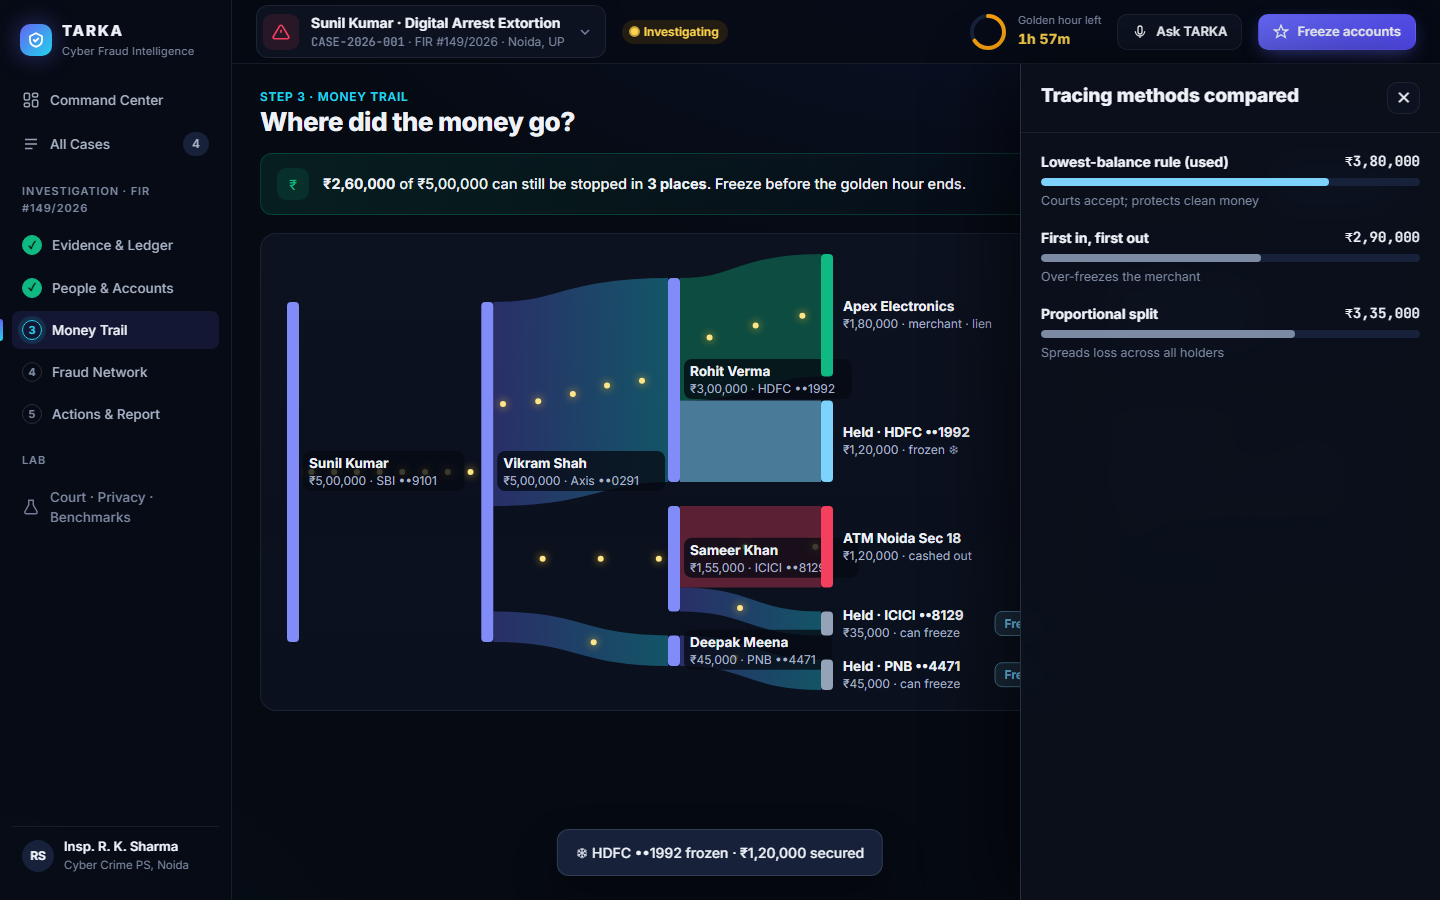 TARKA
Cyber Fraud Intelligence
Command Center
All Cases
4
INVESTIGATION · FIR
#149/2026
✓ Evidence & Ledger
✓ People & Accounts
3 Money Trail
4 Fraud Network
5 Actions & Report
LAB
Court · Privacy ·
Benchmarks
RS
Insp. R. K. Sharma
Cyber Crime PS, Noida
Sunil Kumar · Digital Arrest Extortion
CASE-2026-001 · FIR #149/2026 · Noida, UP
Investigating
Golden hour left
1h 57m
Ask TARKA
Freeze accounts
STEP 3 · MONEY TRAIL
Where did the money go?
₹
₹2,60,000 of ₹5,00,000 can still be stopped in 3 places. Freeze before the golden hour ends.
Sunil Kumar
₹5,00,000 · SBI ••9101
Vikram Shah
₹5,00,000 · Axis ••0291
Rohit Verma
₹3,00,000 · HDFC ••1992
Sameer Khan
₹1,55,000 · ICICI ••8129
Deepak Meena
₹45,000 · PNB ••4471
Apex Electronics
₹1,80,000 · merchant · lien
Held · HDFC ••1992
₹1,20,000 · frozen ❄
ATM Noida Sec 18
₹1,20,000 · cashed out
Held · ICICI ••8129
₹35,000 · can freeze
Fre
Held · PNB ••4471
₹45,000 · can freeze
Fre
❄ HDFC ••1992 frozen · ₹1,20,000 secured
Tracing methods compared
✕
Lowest-balance rule (used)
₹3,80,000
Courts accept; protects clean money
First in, first out
₹2,90,000
Over-freezes the merchant
Proportional split
₹3,35,000
Spreads loss across all holders